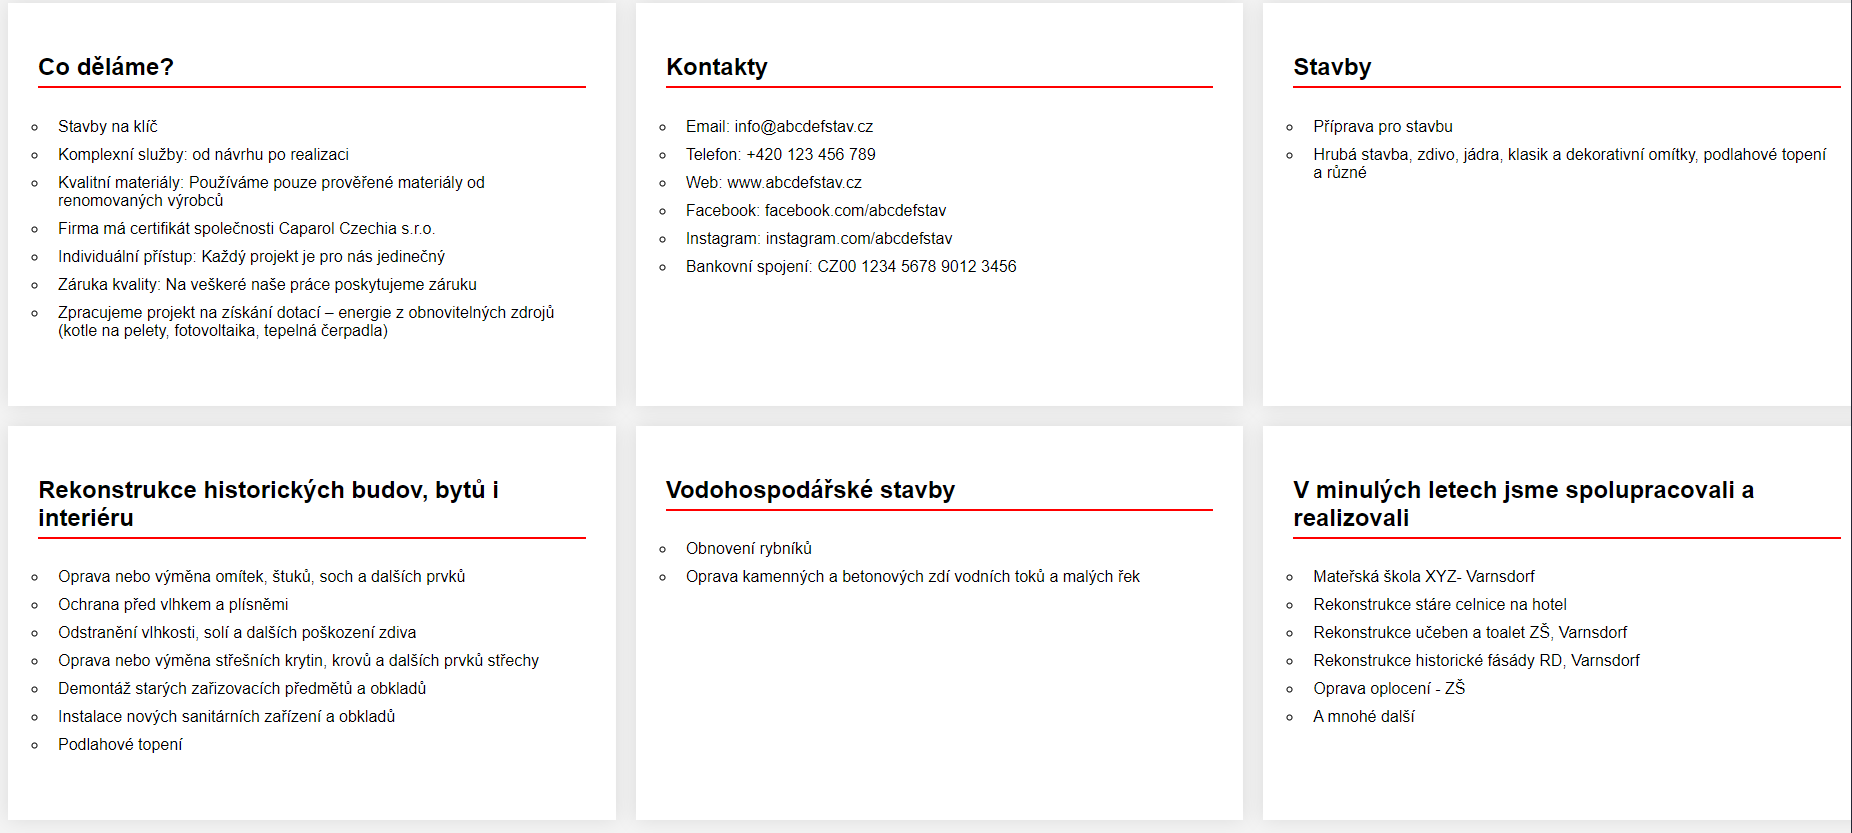 Co děláme?
Stavby na klíč
Komplexní služby: od návrhu po realizaci
Kvalitní materiály: Používáme pouze prověřené materiály od
renomovaných výrobců
Firma má certifikát společnosti Caparol Czechia s.r.o.
Individuální přístup: Každý projekt je pro nás jedinečný
Záruka kvality: Na veškeré naše práce poskytujeme záruku
Zpracujeme projekt na získání dotací – energie z obnovitelných zdrojů
(kotle na pelety, fotovoltaika, tepelná čerpadla)
Kontakty
Email: info@abcdefstav.cz
Telefon: +420 123 456 789
Web: www.abcdefstav.cz
Facebook: facebook.com/abcdefstav
Instagram: instagram.com/abcdefstav
Bankovní spojení: CZ00 1234 5678 9012 3456
Stavby
Příprava pro stavbu
Hrubá stavba, zdivo, jádra, klasik a dekorativní omítky, podlahové topení
a různé
Rekonstrukce historických budov, bytů i
interiéru
Oprava nebo výměna omítek, štuků, soch a dalších prvků
Ochrana před vlhkem a plísněmi
Odstranění vlhkosti, solí a dalších poškození zdiva
Oprava nebo výměna střešních krytin, krovů a dalších prvků střechy
Demontáž starých zařizovacích předmětů a obkladů
Instalace nových sanitárních zařízení a obkladů
Podlahové topení
Vodohospodářské stavby
Obnovení rybníků
Oprava kamenných a betonových zdí vodních toků a malých řek
V minulých letech jsme spolupracovali a
realizovali
Mateřská škola XYZ- Varnsdorf
Rekonstrukce stáre celnice na hotel
Rekonstrukce učeben a toalet ZŠ, Varnsdorf
Rekonstrukce historické fásády RD, Varnsdorf
Oprava oplocení - ZŠ
A mnohé další